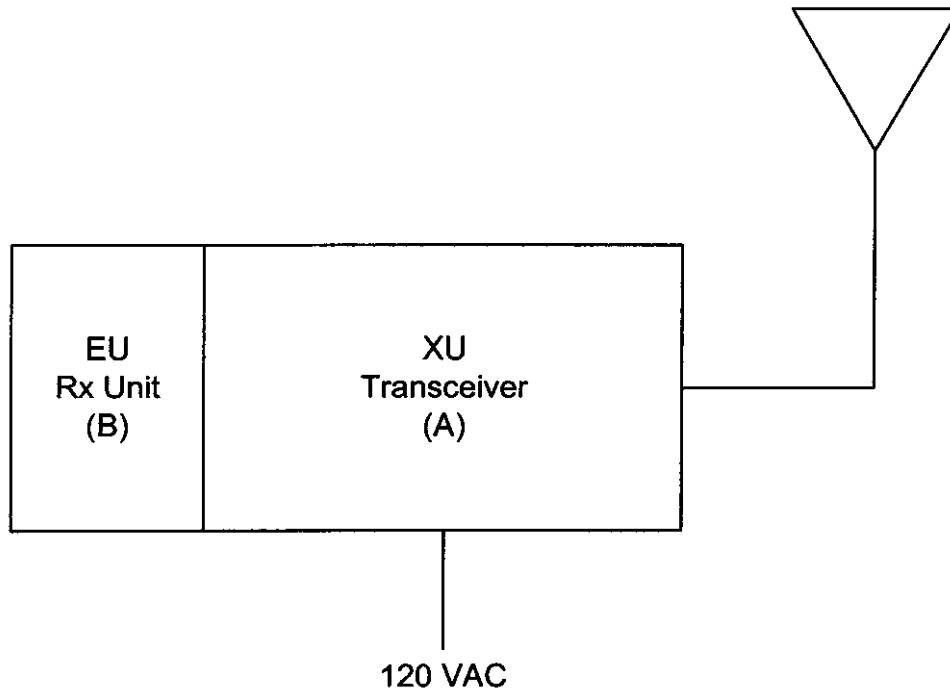 EU
Rx Unit
(B)
XU
Transceiver
(A)
120 VAC